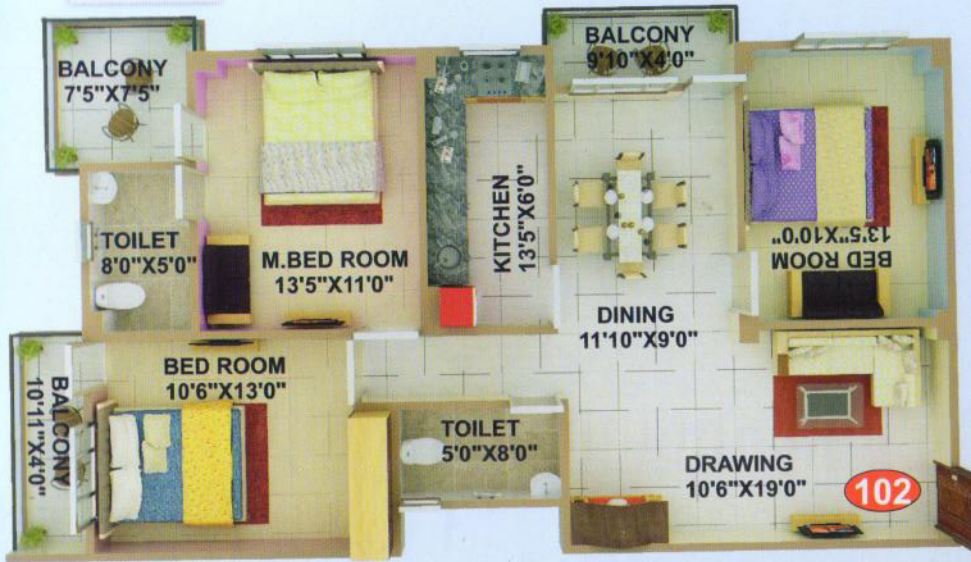 BALCONY
7'5"X7'5"
BALCONY
9'10"X4'0"
TOILET
8'0"X5'0"
M.BED ROOM
13'5"X11'0"
KITCHEN
13'5"X6'0"
BED ROOM
13'5"X10'0"
DINING
11'10"X9'0"
BED ROOM
10'6"X13'0"
BALCONY
10'11"X4'0"
TOILET
5'0"X8'0"
DRAWING
10'6"X19'0"
102